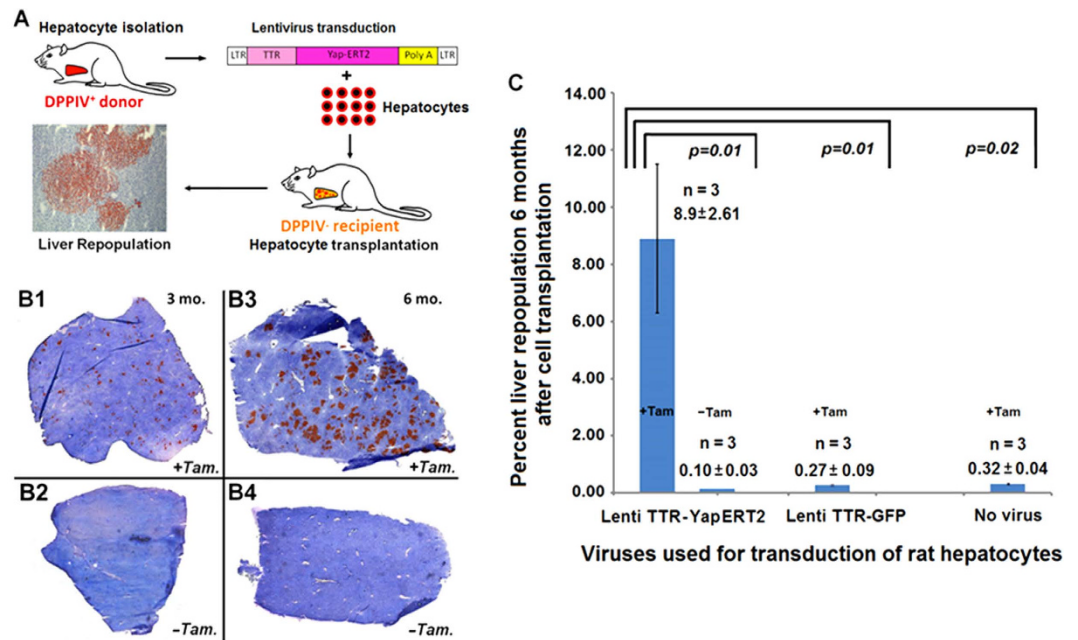 A
Hepatocyte isolation
Lentivirus transduction
LTR TTR Yap-ERT2 Poly A LTR
+
DPPIV⁺ donor
Hepatocytes
Liver Repopulation
DPPIV⁻ recipient
Hepatocyte transplantation
B1
3 mo.
+Tam.
B3
6 mo.
+Tam.
B2
−Tam.
B4
−Tam.
C
Percent liver repopulation 6 months
after cell transplantation
14.00
12.00
10.00
8.00
6.00
4.00
2.00
0.00
p=0.01
p=0.01
p=0.02
n = 3
8.9±2.61
+Tam
−Tam
n = 3
0.10±0.03
+Tam
n = 3
0.27±0.09
+Tam
n = 3
0.32±0.04
Lenti TTR-YapERT2
Lenti TTR-GFP
No virus
Viruses used for transduction of rat hepatocytes